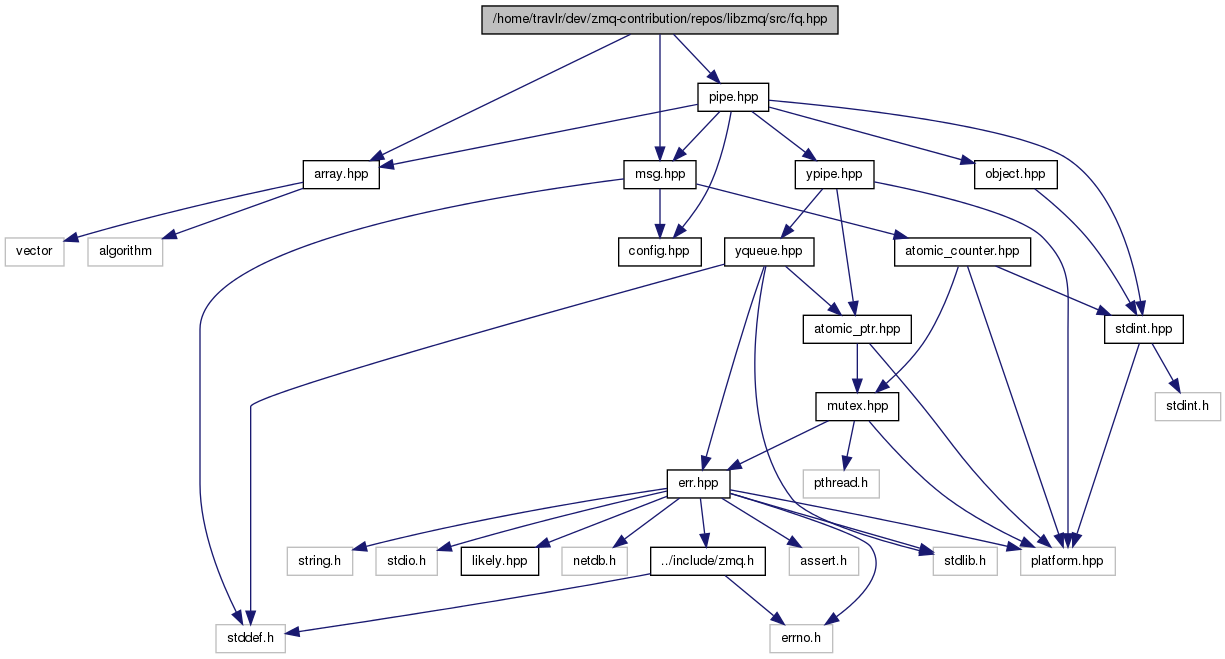 /home/travlr/dev/zmq-contribution/repos/libzmq/src/fq.hpp
pipe.hpp
array.hpp
msg.hpp
ypipe.hpp
object.hpp
vector
algorithm
config.hpp
yqueue.hpp
atomic_counter.hpp
atomic_ptr.hpp
stdint.hpp
mutex.hpp
stdint.h
err.hpp
pthread.h
string.h
stdio.h
likely.hpp
netdb.h
../include/zmq.h
assert.h
stdlib.h
platform.hpp
stddef.h
errno.h